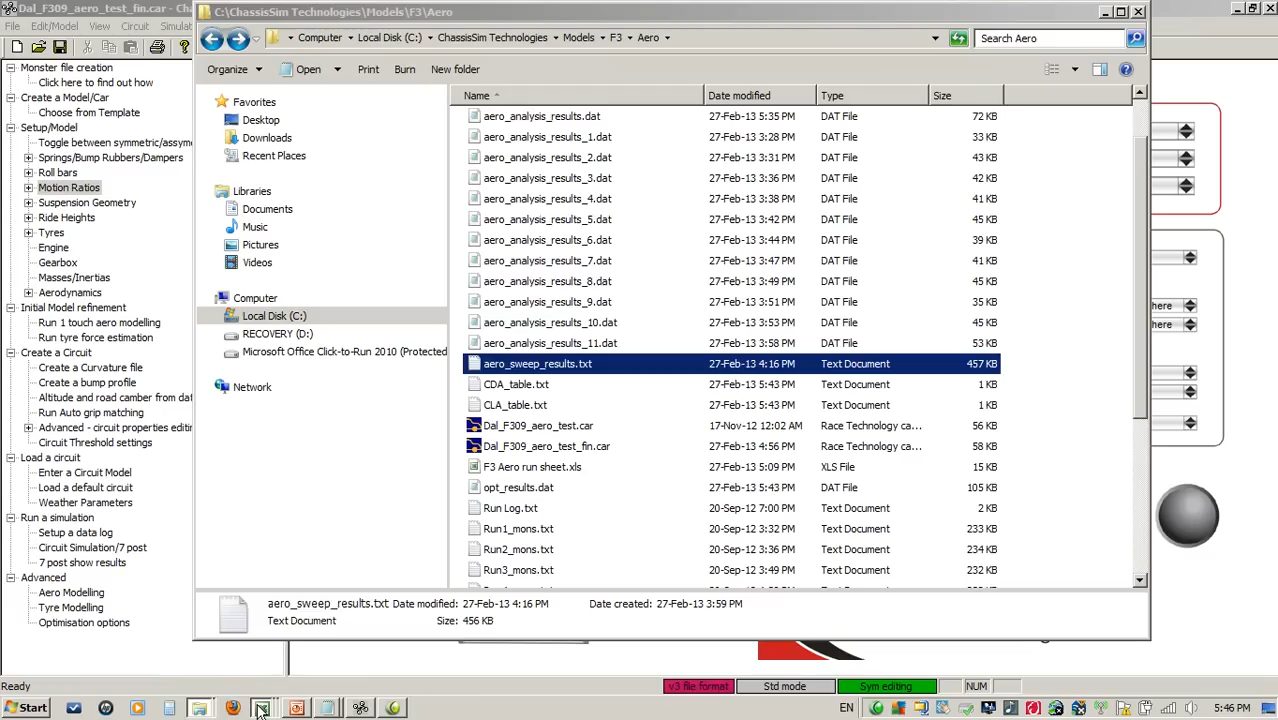 Dal_F309_aero_test_fin.car
C:\ChassisSim Technologies\Models\F3\Aero
File Edit View Circuit Simulat
Computer Local Disk (C:) ChassisSim Technologies Models F3 Aero
Search Aero
Organize Open Print Burn New folder
Monster file creation
Click here to find out how
Create a Model/Car
Choose from Template
Setup/Model
Toggle between symmetric/assym
Springs/Bump Rubbers/Dampers
Roll bars
Motion Ratios
Suspension Geometry
Ride Heights
Tyres
Engine
Gearbox
Masses/Inertias
Aerodynamics
Initial Model refinement
Run 1 touch aero modelling
Run tyre force estimation
Create a Circuit
Create a Curvature file
Create a bump profile
Altitude and road camber from dat
Run Auto grip matching
Advanced - circuit properties editin
Circuit Threshold settings
Load a circuit
Enter a Circuit Model
Load a default circuit
Weather Parameters
Run a simulation
Setup a data log
Circuit Simulation/7 post
7 post show results
Advanced
Aero Modelling
Tyre Modelling
Optimisation options
Favorites
Desktop
Downloads
Recent Places
Libraries
Documents
Music
Pictures
Videos
Computer
Local Disk (C:)
RECOVERY (D:)
Microsoft Office Click-to-Run 2010 (Protected
Network
Name Date modified Type Size
aero_analysis_results.dat 27-Feb-13 5:35 PM DAT File 72 KB
aero_analysis_results_1.dat 27-Feb-13 3:28 PM DAT File 33 KB
aero_analysis_results_2.dat 27-Feb-13 3:31 PM DAT File 43 KB
aero_analysis_results_3.dat 27-Feb-13 3:36 PM DAT File 42 KB
aero_analysis_results_4.dat 27-Feb-13 3:38 PM DAT File 41 KB
aero_analysis_results_5.dat 27-Feb-13 3:42 PM DAT File 45 KB
aero_analysis_results_6.dat 27-Feb-13 3:44 PM DAT File 39 KB
aero_analysis_results_7.dat 27-Feb-13 3:47 PM DAT File 41 KB
aero_analysis_results_8.dat 27-Feb-13 3:49 PM DAT File 45 KB
aero_analysis_results_9.dat 27-Feb-13 3:51 PM DAT File 35 KB
aero_analysis_results_10.dat 27-Feb-13 3:53 PM DAT File 45 KB
aero_analysis_results_11.dat 27-Feb-13 3:58 PM DAT File 53 KB
aero_sweep_results.txt 27-Feb-13 4:16 PM Text Document 457 KB
CDA_table.txt 27-Feb-13 5:43 PM Text Document 1 KB
CLA_table.txt 27-Feb-13 5:43 PM Text Document 1 KB
Dal_F309_aero_test.car 17-Nov-12 12:02 AM Race Technology ca... 56 KB
Dal_F309_aero_test_fin.car 27-Feb-13 4:56 PM Race Technology ca... 58 KB
F3 Aero run sheet.xls 27-Feb-13 5:09 PM XLS File 15 KB
opt_results.dat 27-Feb-13 5:43 PM DAT File 105 KB
Run Log.txt 20-Sep-12 7:00 PM Text Document 2 KB
Run1_mons.txt 20-Sep-12 3:32 PM Text Document 233 KB
Run2_mons.txt 20-Sep-12 3:36 PM Text Document 234 KB
Run3_mons.txt 20-Sep-12 3:49 PM Text Document 232 KB
here
here
aero_sweep_results.txt Date modified: 27-Feb-13 4:16 PM Date created: 27-Feb-13 3:59 PM
Text Document Size: 456 KB
Ready v3 file format Std mode Sym editing NUM
Start EN 5:46 PM